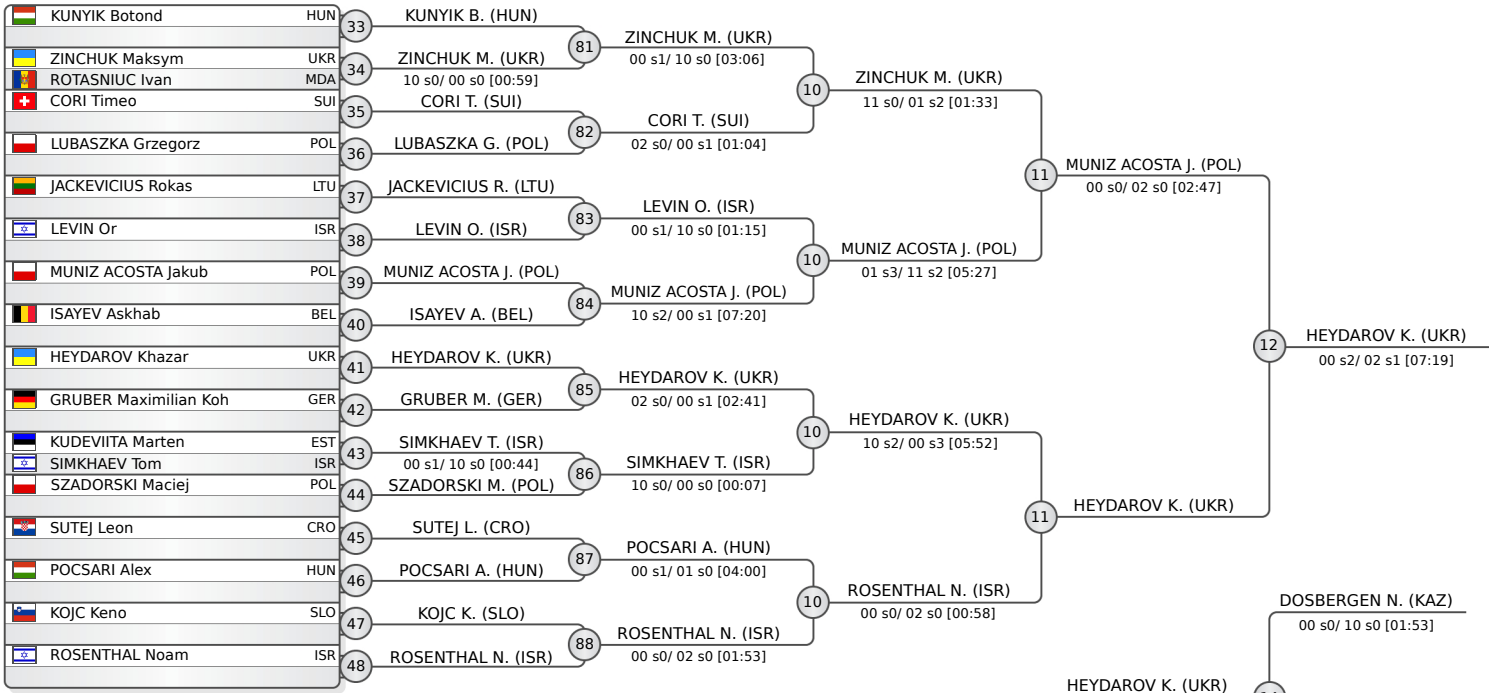 KUNYIK Botond HUN
33
ZINCHUK Maksym UKR
ROTASNIUC Ivan MDA
34
CORI Timeo SUI
35
LUBASZKA Grzegorz POL
36
JACKEVICIUS Rokas LTU
37
LEVIN Or ISR
38
MUNIZ ACOSTA Jakub POL
39
ISAYEV Askhab BEL
40
HEYDAROV Khazar UKR
41
GRUBER Maximilian Koh GER
42
KUDEVIITA Marten EST
SIMKHAEV Tom ISR
43
SZADORSKI Maciej POL
44
SUTEJ Leon CRO
45
POCSARI Alex HUN
46
KOJC Keno SLO
47
ROSENTHAL Noam ISR
48
KUNYIK B. (HUN)
81
ZINCHUK M. (UKR)
10 s0/ 00 s0 [00:59]
CORI T. (SUI)
82
LUBASZKA G. (POL)
JACKEVICIUS R. (LTU)
83
LEVIN O. (ISR)
MUNIZ ACOSTA J. (POL)
84
ISAYEV A. (BEL)
HEYDAROV K. (UKR)
85
GRUBER M. (GER)
SIMKHAEV T. (ISR)
00 s1/ 10 s0 [00:44]
86
SZADORSKI M. (POL)
SUTEJ L. (CRO)
87
POCSARI A. (HUN)
KOJC K. (SLO)
88
ROSENTHAL N. (ISR)
ZINCHUK M. (UKR)
00 s1/ 10 s0 [03:06]
10
CORI T. (SUI)
02 s0/ 00 s1 [01:04]
LEVIN O. (ISR)
00 s1/ 10 s0 [01:15]
10
MUNIZ ACOSTA J. (POL)
10 s2/ 00 s1 [07:20]
HEYDAROV K. (UKR)
02 s0/ 00 s1 [02:41]
10
SIMKHAEV T. (ISR)
10 s0/ 00 s0 [00:07]
POCSARI A. (HUN)
00 s1/ 01 s0 [04:00]
10
ROSENTHAL N. (ISR)
00 s0/ 02 s0 [01:53]
ZINCHUK M. (UKR)
11 s0/ 01 s2 [01:33]
11
MUNIZ ACOSTA J. (POL)
01 s3/ 11 s2 [05:27]
HEYDAROV K. (UKR)
10 s2/ 00 s3 [05:52]
11
ROSENTHAL N. (ISR)
00 s0/ 02 s0 [00:58]
MUNIZ ACOSTA J. (POL)
00 s0/ 02 s0 [02:47]
12
HEYDAROV K. (UKR)
HEYDAROV K. (UKR)
00 s2/ 02 s1 [07:19]
DOSBERGEN N. (KAZ)
00 s0/ 10 s0 [01:53]
HEYDAROV K. (UKR)